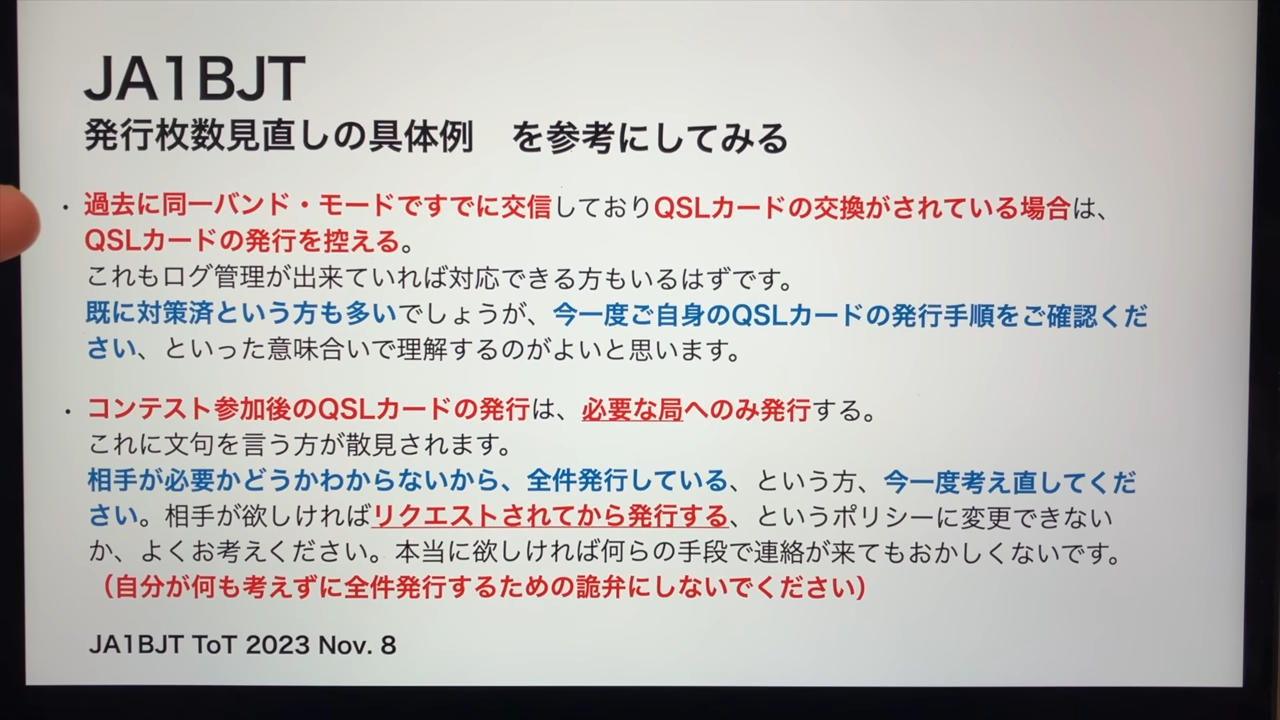 JA1BJT
発行枚数見直しの具体例　を参考にしてみる
・過去に同一バンド・モードですでに交信しておりQSLカードの交換がされている場合は、
QSLカードの発行を控える。
これもログ管理が出来ていれば対応できる方もいるはずです。
既に対策済という方も多いでしょうが、今一度ご自身のQSLカードの発行手順をご確認くだ
さい、といった意味合いで理解するのがよいと思います。
・コンテスト参加後のQSLカードの発行は、必要な局へのみ発行する。
これに文句を言う方が散見されます。
相手が必要かどうかわからないから、全件発行している、という方、今一度考え直してくだ
さい。相手が欲しければリクエストされてから発行する、というポリシーに変更できない
か、よくお考えください。本当に欲しければ何らの手段で連絡が来てもおかしくないです。
（自分が何も考えずに全件発行するための詭弁にしないでください）
JA1BJT ToT 2023 Nov. 8